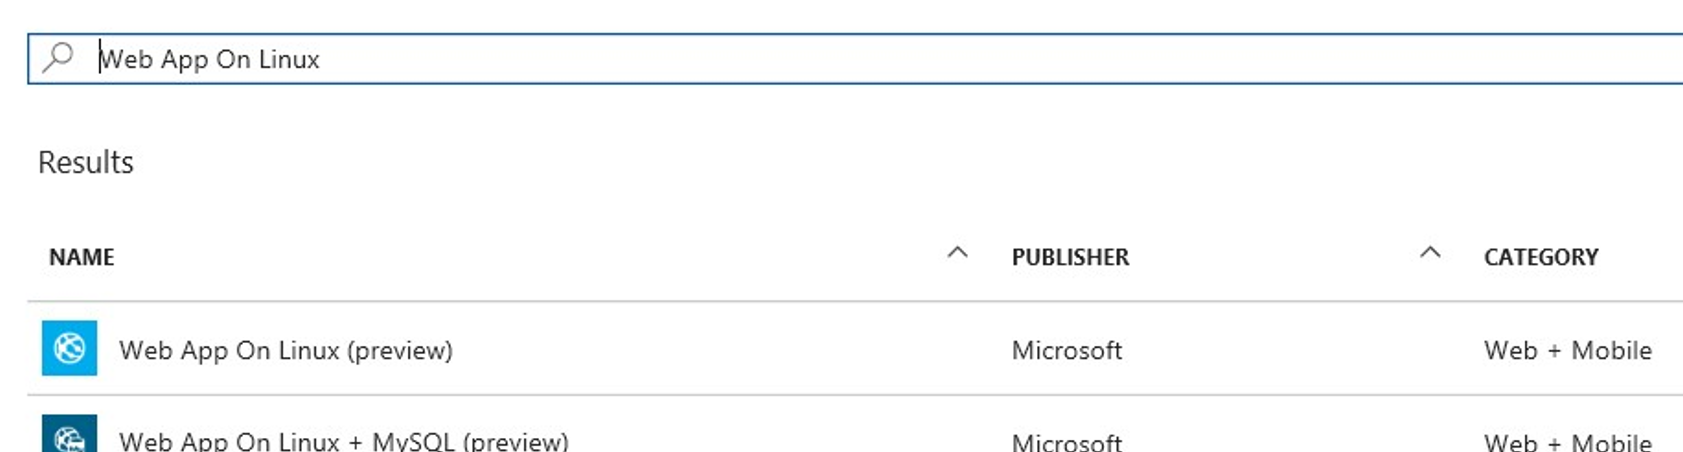 Web App On Linux
Results
NAME PUBLISHER CATEGORY
Web App On Linux (preview) Microsoft Web + Mobile
Web App On Linux + MySQL (preview) Microsoft Web + Mobile